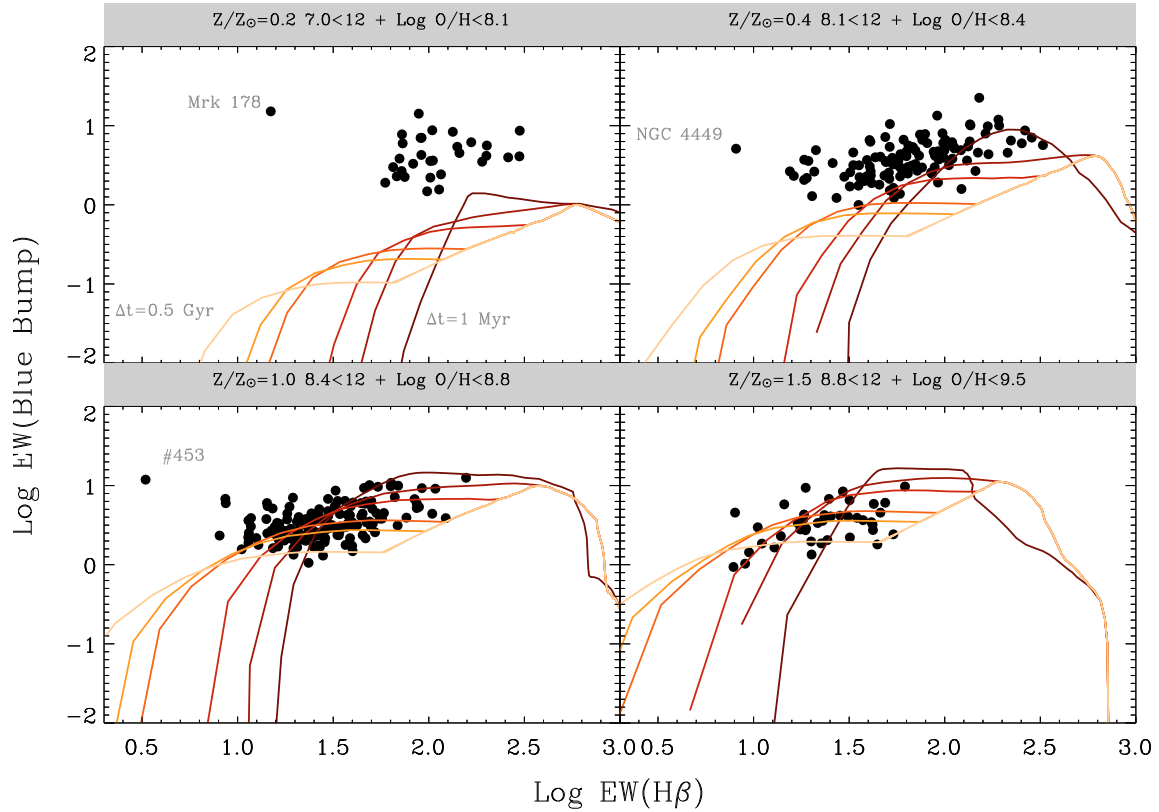 Z/Z⊙=0.2 7.0<12 + Log O/H<8.1
Z/Z⊙=0.4 8.1<12 + Log O/H<8.4
2
1
0
−1
−2
Mrk 178
Δt=0.5 Gyr
Δt=1 Myr
NGC 4449
Z/Z⊙=1.0 8.4<12 + Log O/H<8.8
Z/Z⊙=1.5 8.8<12 + Log O/H<9.5
2
1
0
−1
−2
#453
0.5 1.0 1.5 2.0 2.5 3.0 0.5 1.0 1.5 2.0 2.5 3.0
Log EW(Hβ)
Log EW(Blue Bump)